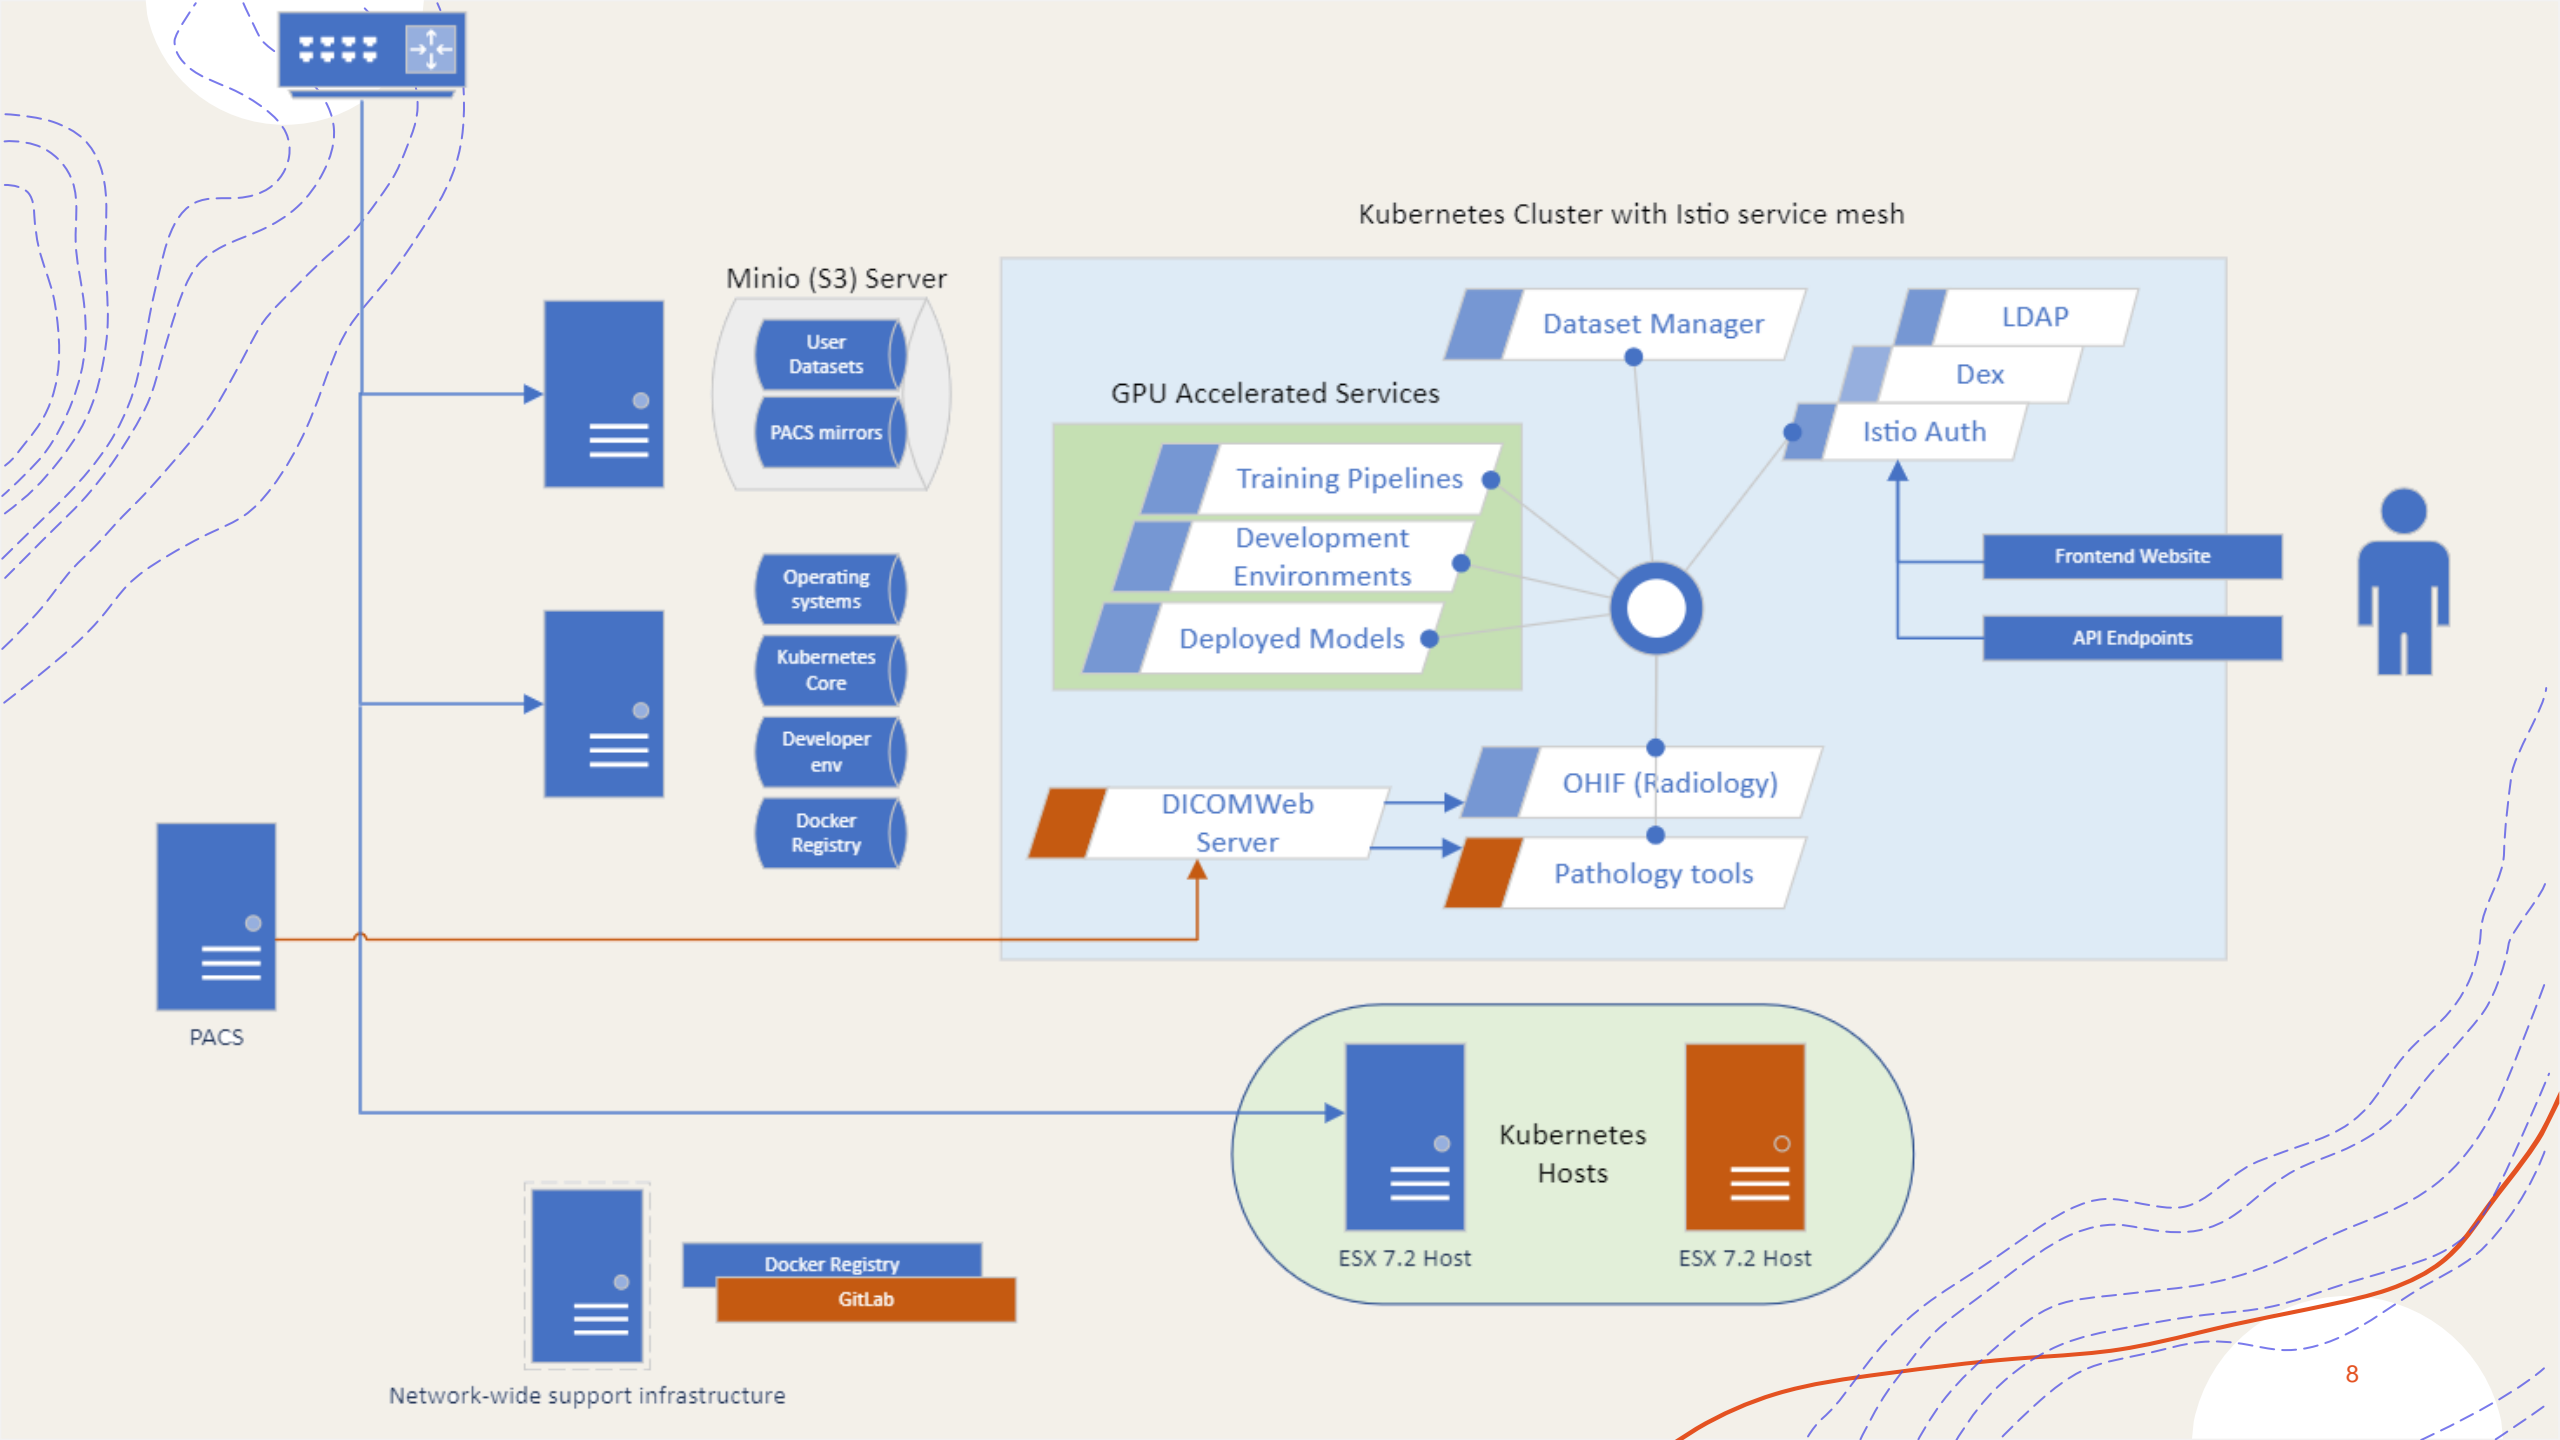 Kubernetes Cluster with Istio service mesh
Minio (S3) Server
User
Datasets
PACS mirrors
Operating
systems
Kubernetes
Core
Developer
env
Docker
Registry
Dataset Manager
LDAP
Dex
Istio Auth
GPU Accelerated Services
Training Pipelines
Development
Environments
Deployed Models
Frontend Website
API Endpoints
DICOMWeb
Server
OHIF (Radiology)
Pathology tools
PACS
Kubernetes
Hosts
ESX 7.2 Host
ESX 7.2 Host
Docker Registry
GitLab
Network-wide support infrastructure
8